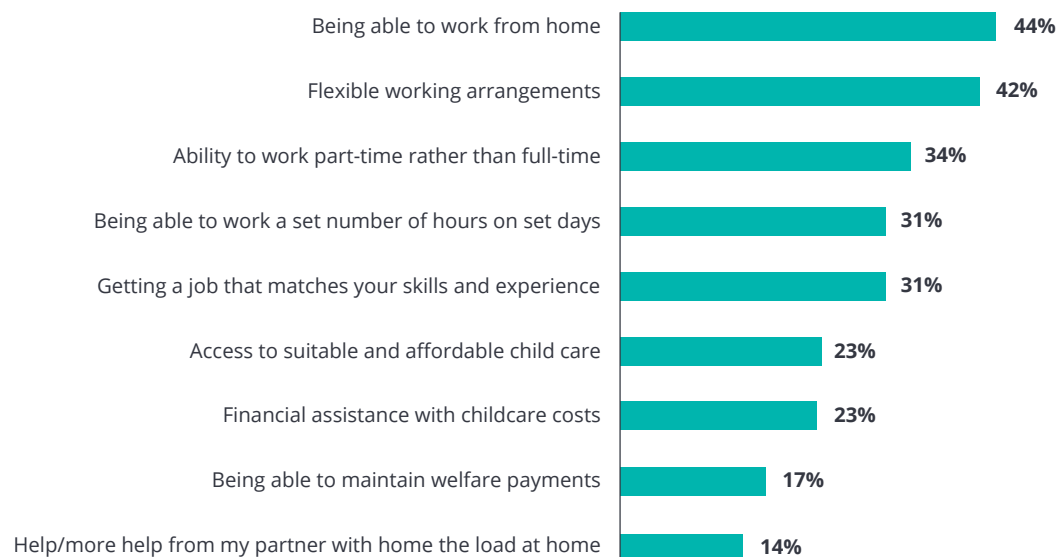 Being able to work from home 44%
Flexible working arrangements 42%
Ability to work part-time rather than full-time 34%
Being able to work a set number of hours on set days 31%
Getting a job that matches your skills and experience 31%
Access to suitable and affordable child care 23%
Financial assistance with childcare costs 23%
Being able to maintain welfare payments 17%
Help/more help from my partner with home the load at home 14%